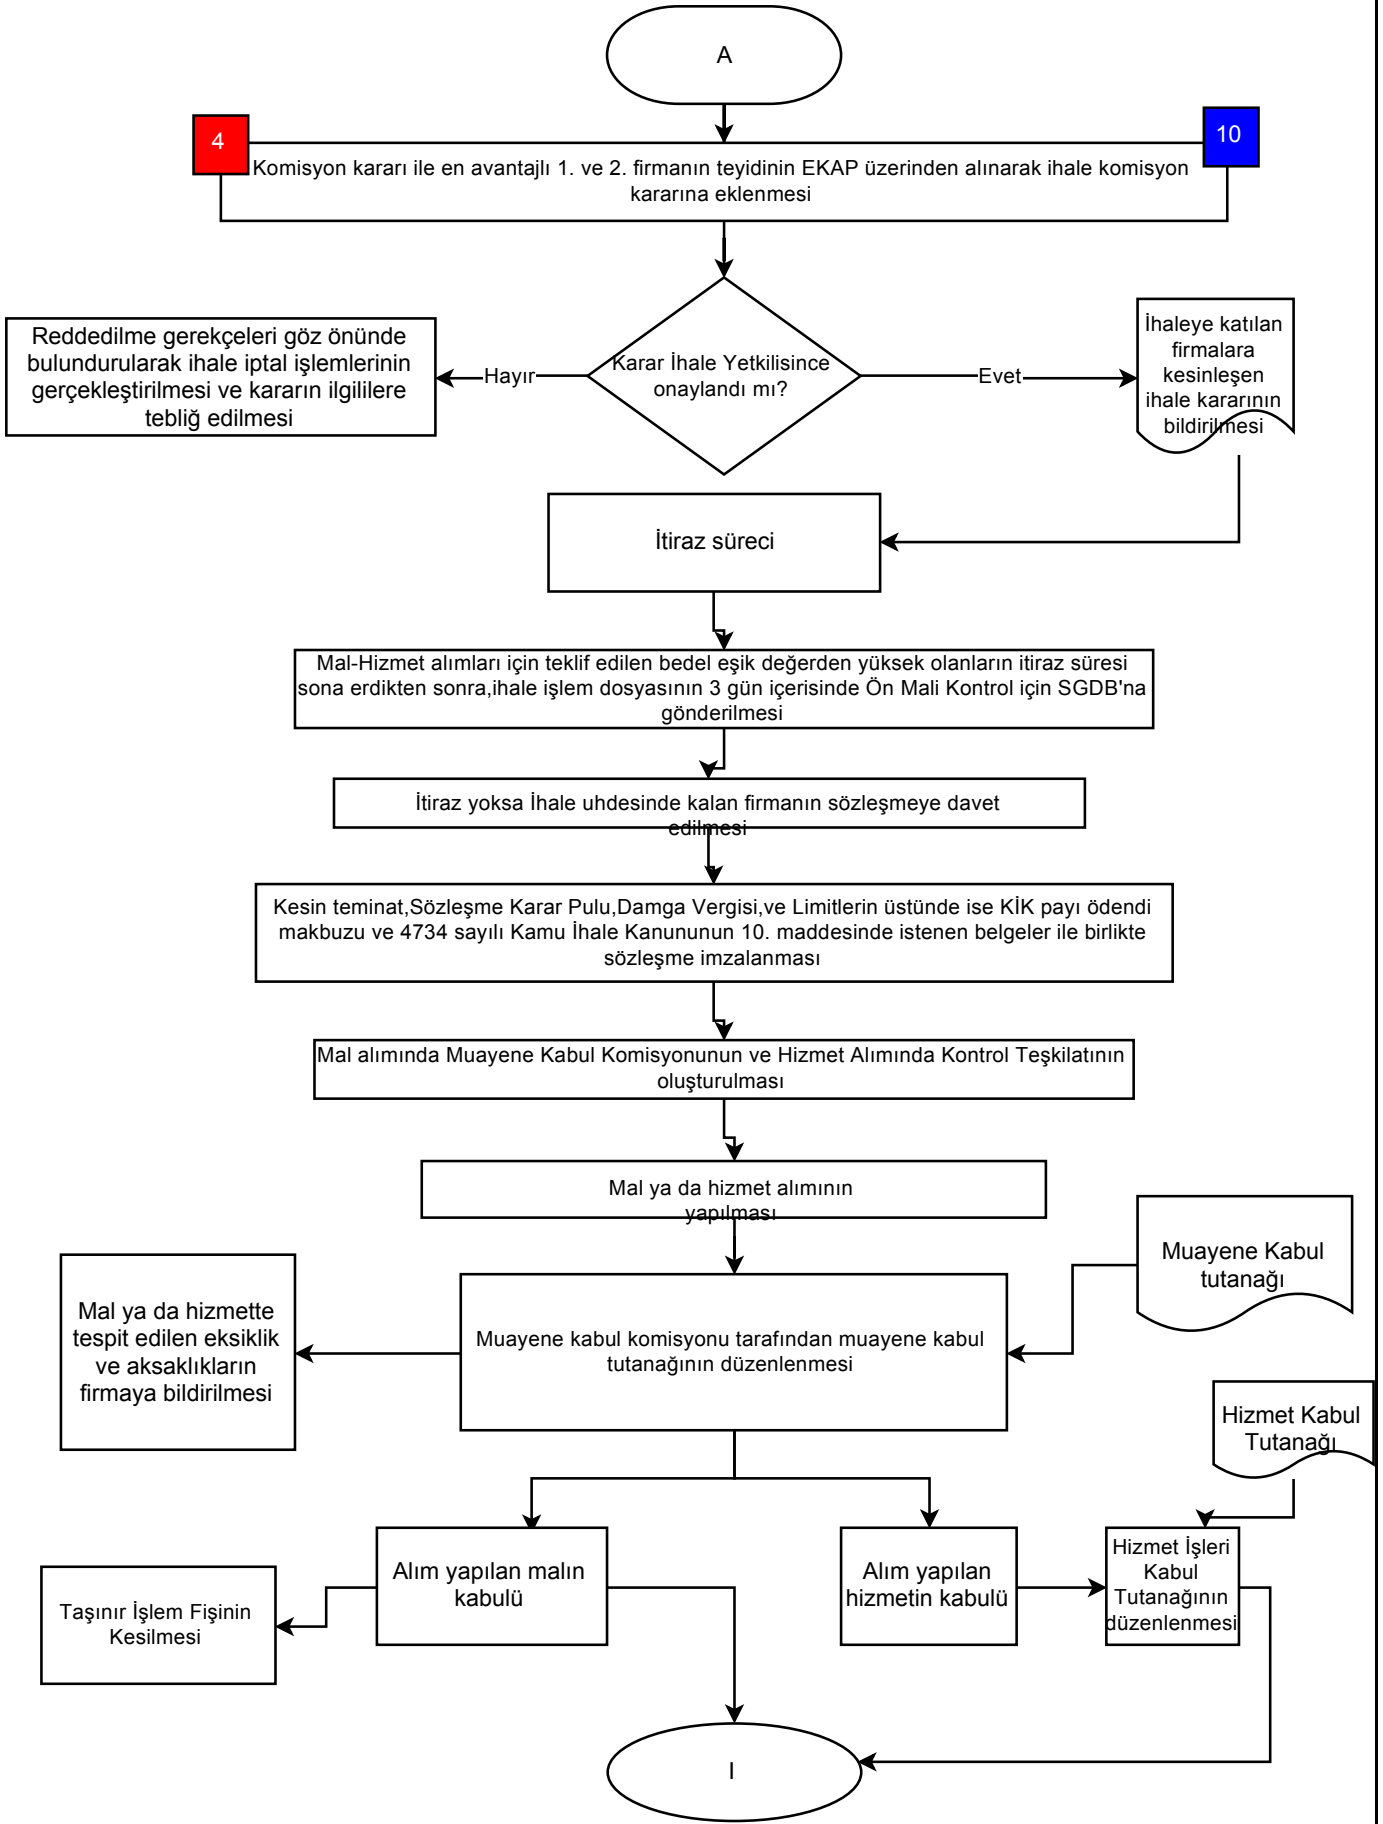 A
4
10
Komisyon kararı ile en avantajlı 1. ve 2. firmanın teyidinin EKAP üzerinden alınarak ihale komisyon
kararına eklenmesi
Reddedilme gerekçeleri göz önünde
bulundurularak ihale iptal işlemlerinin
gerçekleştirilmesi ve kararın ilgililere
tebliğ edilmesi
Hayır
Karar İhale Yetkilisince
onaylandı mı?
Evet
İhaleye katılan
firmalara
kesinleşen
ihale kararının
bildirilmesi
İtiraz süreci
Mal-Hizmet alımları için teklif edilen bedel eşik değerden yüksek olanların itiraz süresi
sona erdikten sonra,ihale işlem dosyasının 3 gün içerisinde Ön Mali Kontrol için SGDB'na
gönderilmesi
İtiraz yoksa İhale uhdesinde kalan firmanın sözleşmeye davet
edilmesi
Kesin teminat,Sözleşme Karar Pulu,Damga Vergisi,ve Limitlerin üstünde ise KİK payı ödendi
makbuzu ve 4734 sayılı Kamu İhale Kanununun 10. maddesinde istenen belgeler ile birlikte
sözleşme imzalanması
Mal alımında Muayene Kabul Komisyonunun ve Hizmet Alımında Kontrol Teşkilatının
oluşturulması
Mal ya da hizmet alımının
yapılması
Muayene Kabul
tutanağı
Mal ya da hizmette
tespit edilen eksiklik
ve aksaklıkların
firmaya bildirilmesi
Muayene kabul komisyonu tarafından muayene kabul
tutanağının düzenlenmesi
Hizmet Kabul
Tutanağı
Alım yapılan malın
kabulü
Alım yapılan
hizmetin kabulü
Hizmet İşleri
Kabul
Tutanağının
düzenlenmesi
Taşınır İşlem Fişinin
Kesilmesi
I